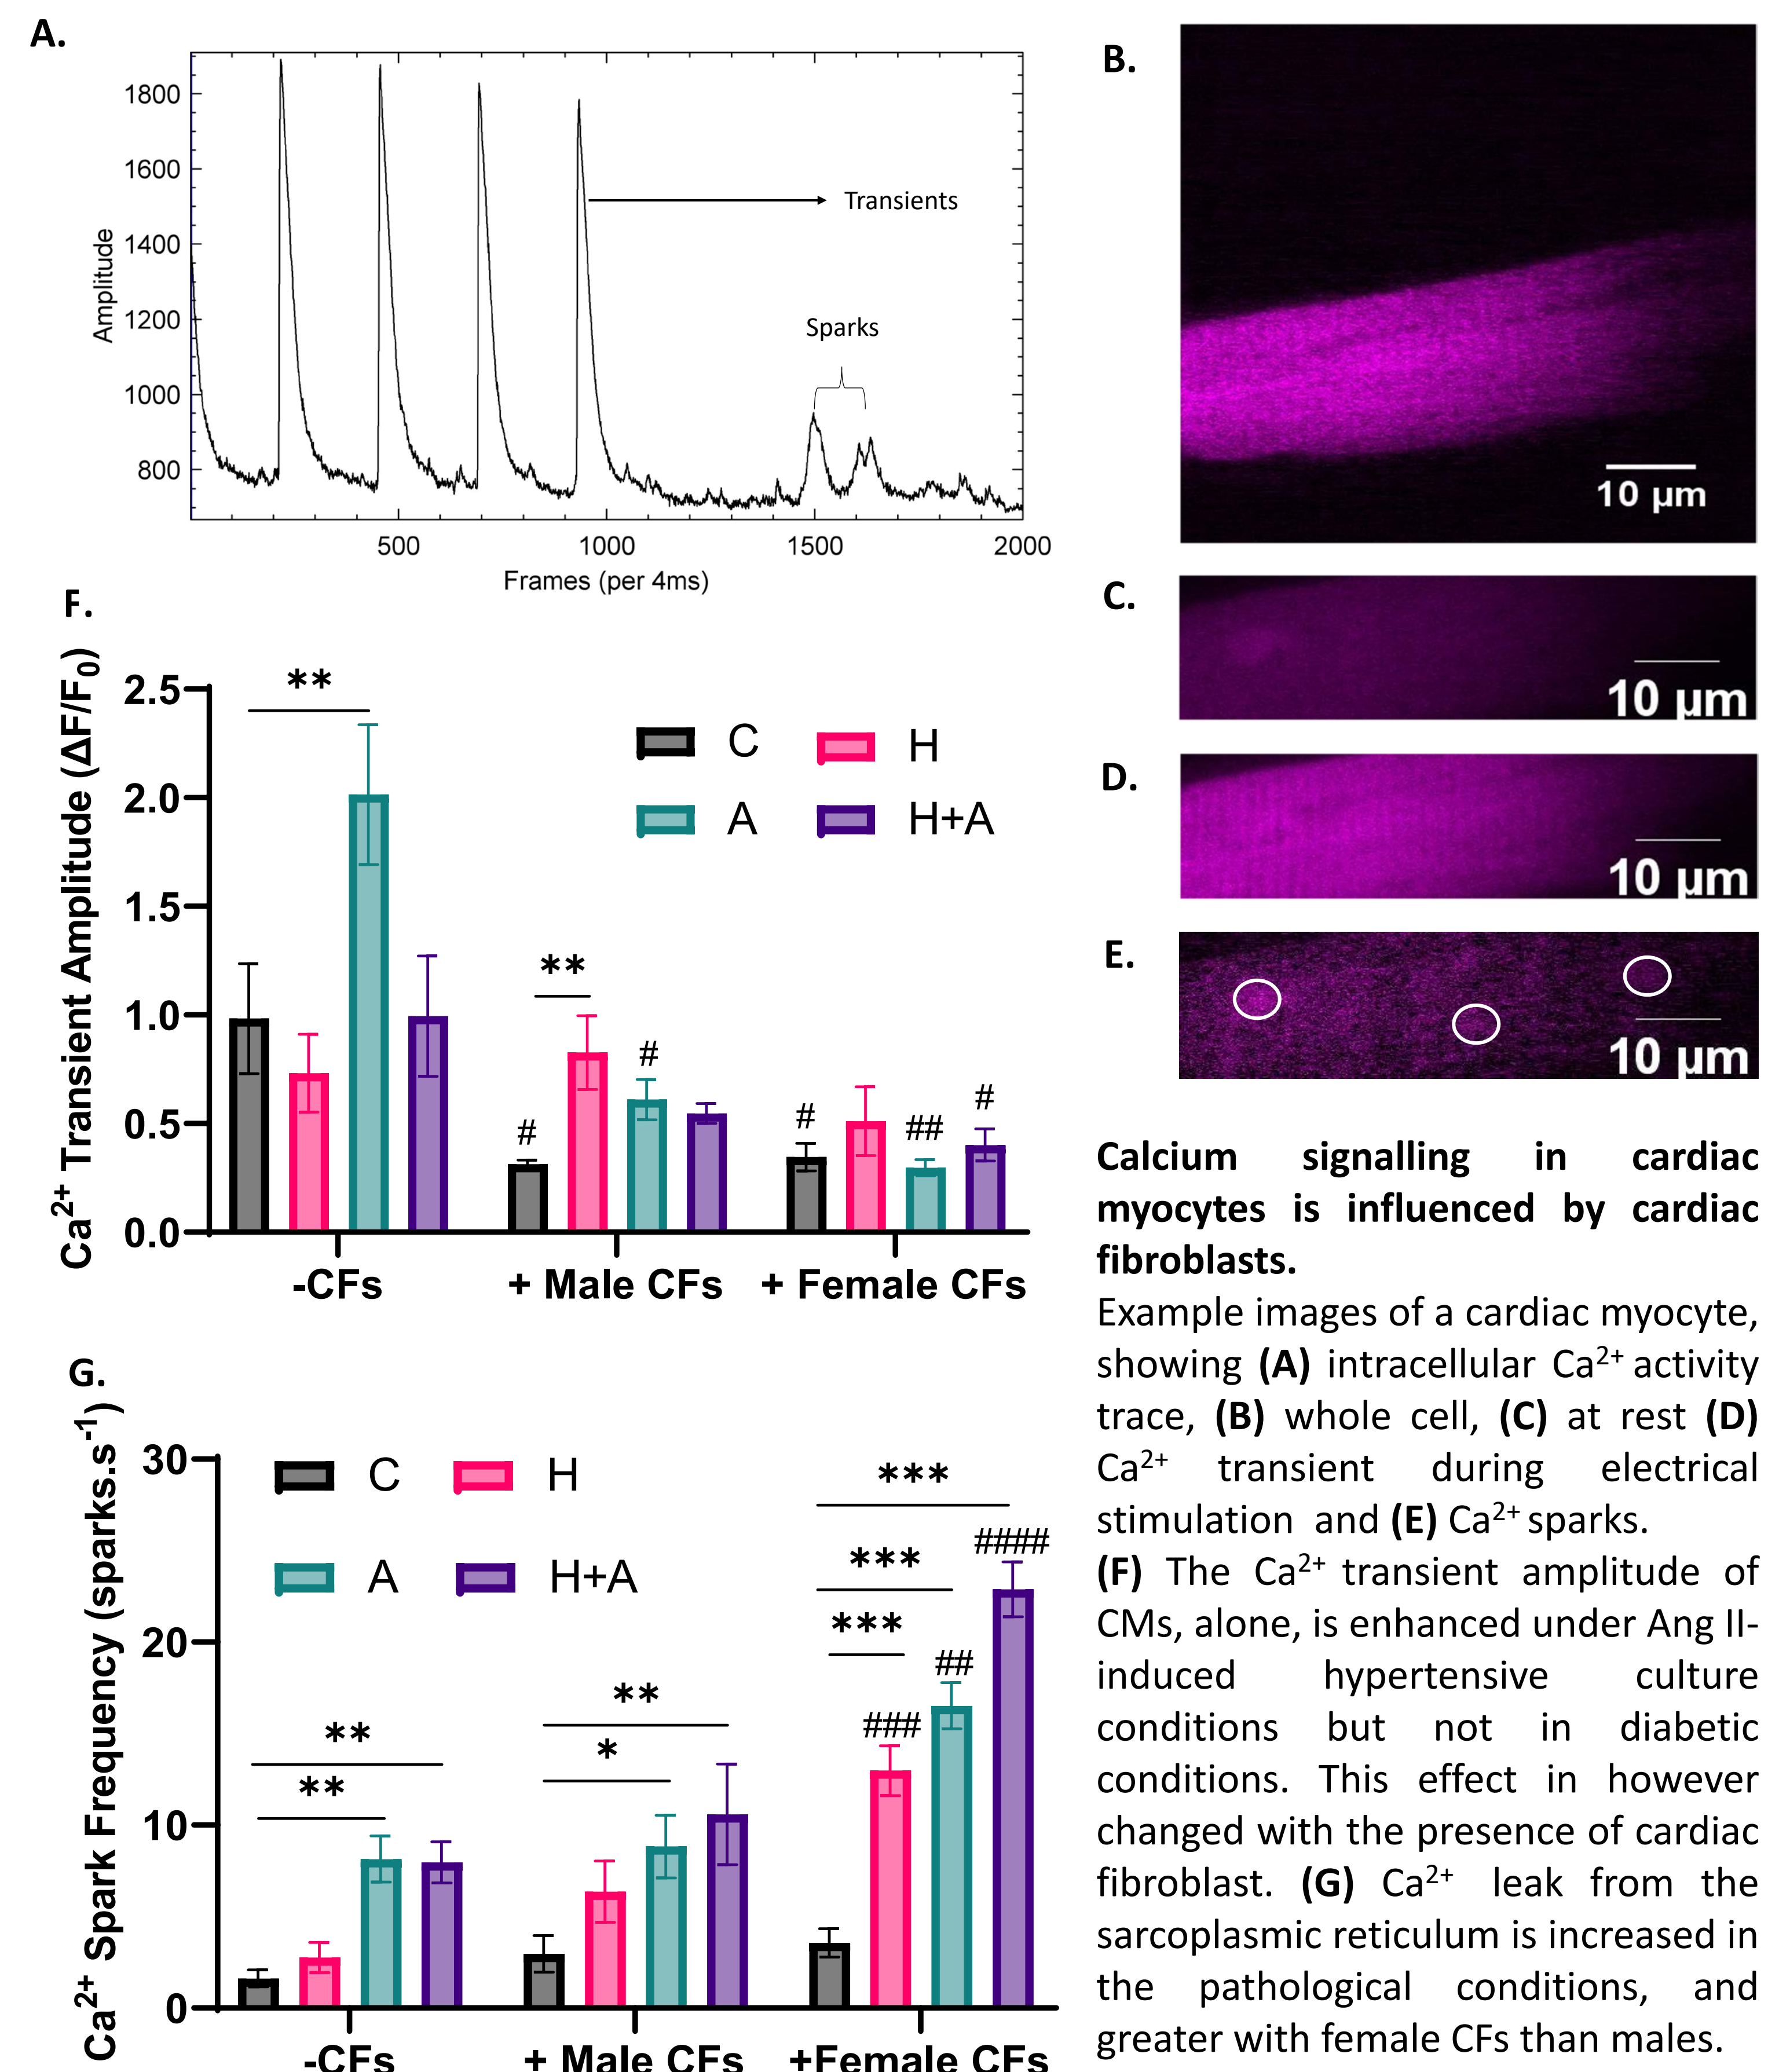 A.
1800
1600
1400
1200
1000
800
Amplitude
Transients
Sparks
500 1000 1500 2000
Frames (per 4ms)
B.
10 µm
C.
10 µm
D.
10 µm
E.
10 µm
F.
Ca2+ Transient Amplitude (ΔF/F0)
2.5
2.0
1.5
1.0
0.5
0.0
C H
A H+A
**
**
# #
# ## #
-CFs + Male CFs + Female CFs
G.
Ca2+ Spark Frequency (sparks.s-1)
30
20
10
0
C H
A H+A
**
**
**
*
***
***
***
###
##
####
-CFs + Male CFs +Female CFs
Calcium signalling in cardiac
myocytes is influenced by cardiac
fibroblasts.
Example images of a cardiac myocyte,
showing (A) intracellular Ca2+ activity
trace, (B) whole cell, (C) at rest (D)
Ca2+ transient during electrical
stimulation and (E) Ca2+ sparks.
(F) The Ca2+ transient amplitude of
CMs, alone, is enhanced under Ang II-
induced hypertensive culture
conditions but not in diabetic
conditions. This effect in however
changed with the presence of cardiac
fibroblast. (G) Ca2+ leak from the
sarcoplasmic reticulum is increased in
the pathological conditions, and
greater with female CFs than males.